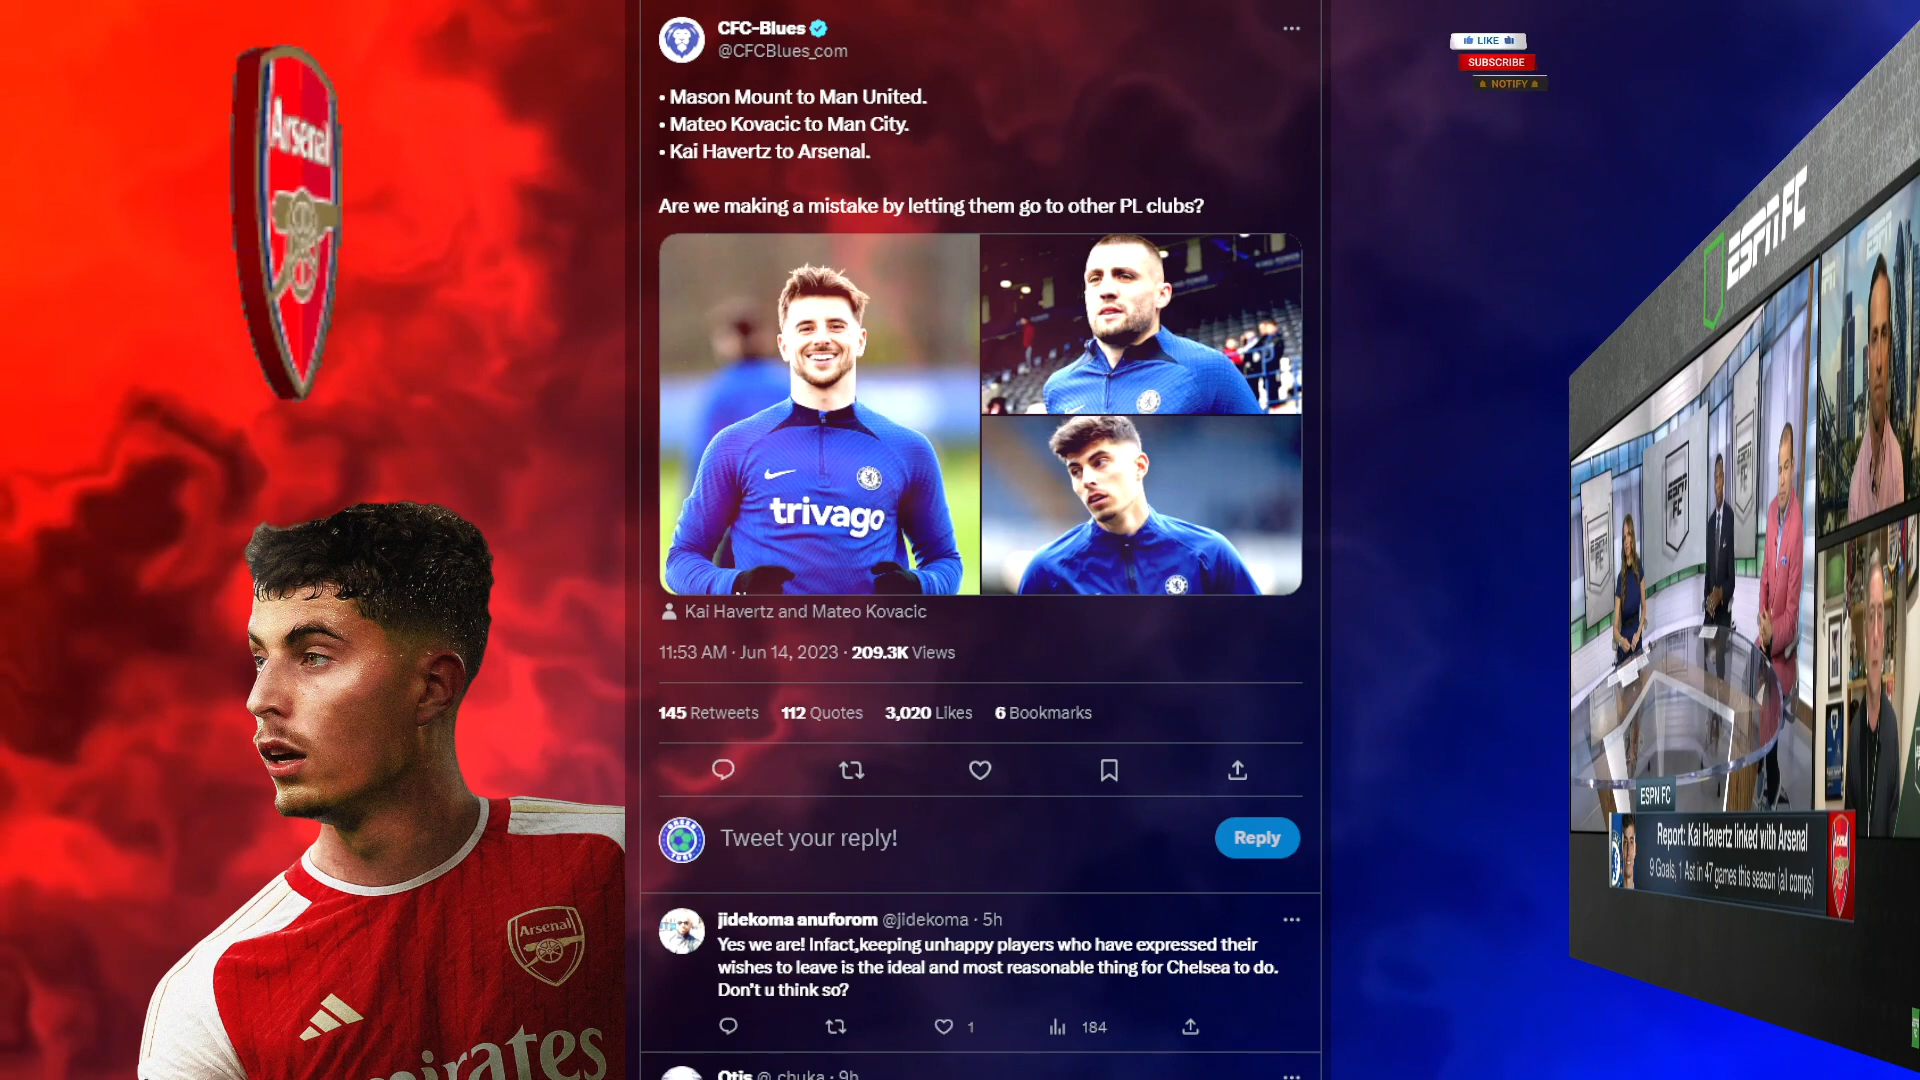 Arsenal
CFC-Blues
@CFCBlues_com
• Mason Mount to Man United.
• Mateo Kovacic to Man City.
• Kai Havertz to Arsenal.
Are we making a mistake by letting them go to other PL clubs?
trivago
Kai Havertz and Mateo Kovacic
11:53 AM · Jun 14, 2023 · 209.3K Views
145 Retweets 112 Quotes 3,020 Likes 6 Bookmarks
Tweet your reply!
Reply
jidekoma anuforom @jidekoma · 5h
Yes we are! Infact,keeping unhappy players who have expressed their
wishes to leave is the ideal and most reasonable thing for Chelsea to do.
Don't u think so?
1 184
Otis @_chuka · 9h
Arsenal
Emirates
LIKE
SUBSCRIBE
NOTIFY
ESPN FC
ESPN FC
ESPN FC
Report: Kai Havertz linked with Arsenal
9 Goals, 1 Ast in 47 games this season (all comps)